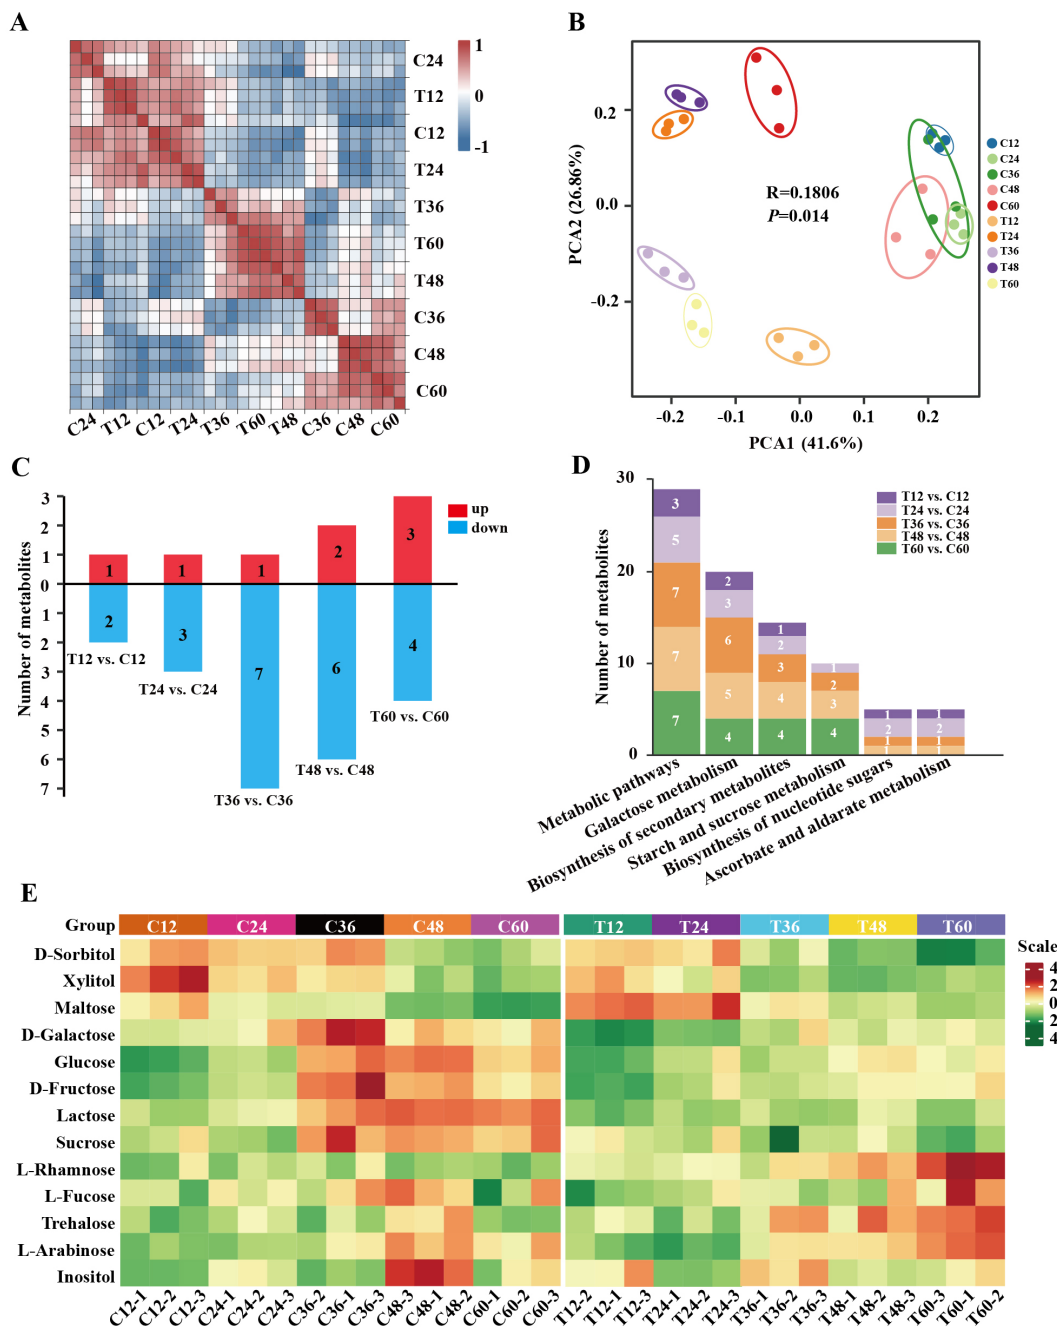 A
1
0
-1
C24
T12
C12
T24
T36
T60
T48
C36
C48
C60
C24
T12
C12
T24
T36
T60
T48
C36
C48
C60
B
PCA2 (26.86%)
0.2
0.0
-0.2
R=0.1806
P=0.014
-0.2
-0.1
0.0
0.1
0.2
PCA1 (41.6%)
C12
C24
C36
C48
C60
T12
T24
T36
T48
T60
C
Number of metabolites
3
2
1
0
1
2
3
4
5
6
7
up
down
1
1
1
2
3
2
3
7
6
4
T12 vs. C12
T24 vs. C24
T36 vs. C36
T48 vs. C48
T60 vs. C60
D
Number of metabolites
30
20
10
0
T12 vs. C12
T24 vs. C24
T36 vs. C36
T48 vs. C48
T60 vs. C60
3
5
7
7
7
2
3
6
5
4
1
2
3
4
4
1
2
3
4
1
2
1
1
1
2
1
1
Metabolic pathways
Galactose metabolism
Biosynthesis of secondary metabolites
Starch and sucrose metabolism
Biosynthesis of nucleotide sugars
Ascorbate and aldarate metabolism
E
Group C12 C24 C36 C48 C60 T12 T24 T36 T48 T60
D-Sorbitol
Xylitol
Maltose
D-Galactose
Glucose
D-Fructose
Lactose
Sucrose
L-Rhamnose
L-Fucose
Trehalose
L-Arabinose
Inositol
Scale
4
2
0
2
4
C12-1 C12-2 C12-3 C24-1 C24-2 C24-3 C36-2 C36-1 C36-3 C48-3 C48-1 C48-2 C60-1 C60-2 C60-3 T12-2 T12-1 T12-3 T24-1 T24-2 T24-3 T36-1 T36-2 T36-3 T48-1 T48-2 T48-3 T60-3 T60-1 T60-2